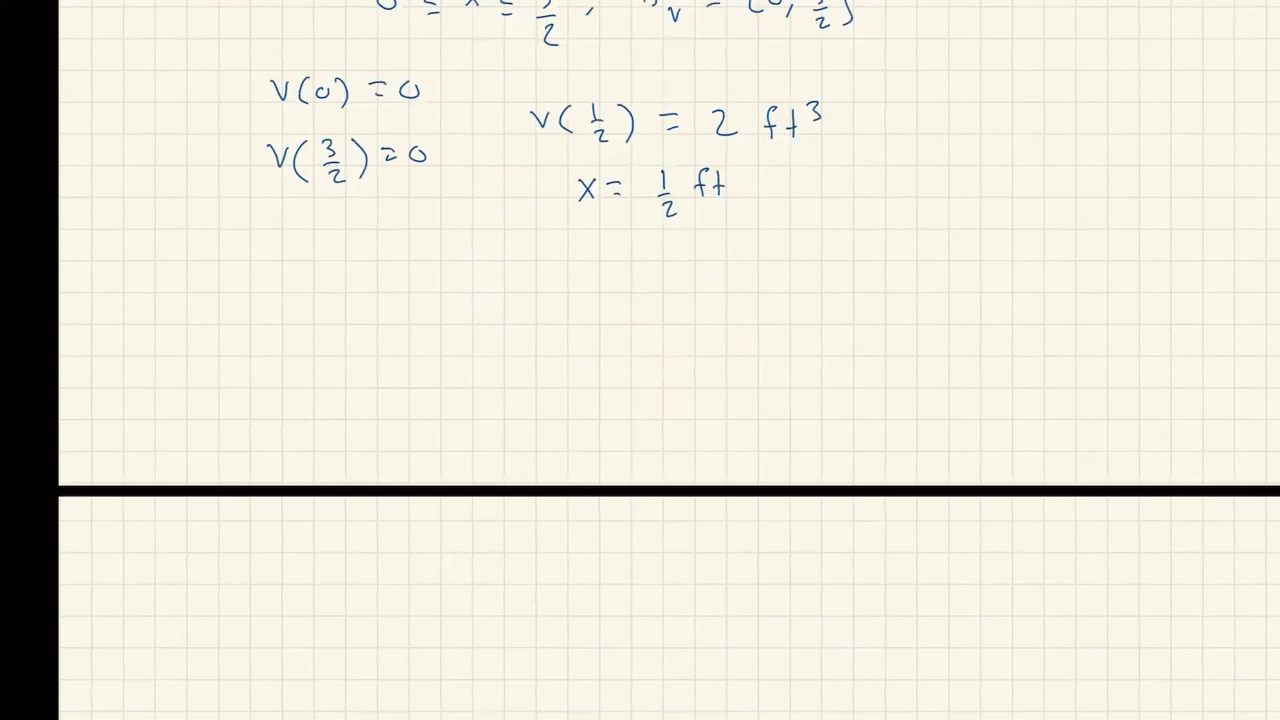 V(0) = 0
V(1/2) = 2 ft³
V(3/2) = 0
x = 1/2 ft